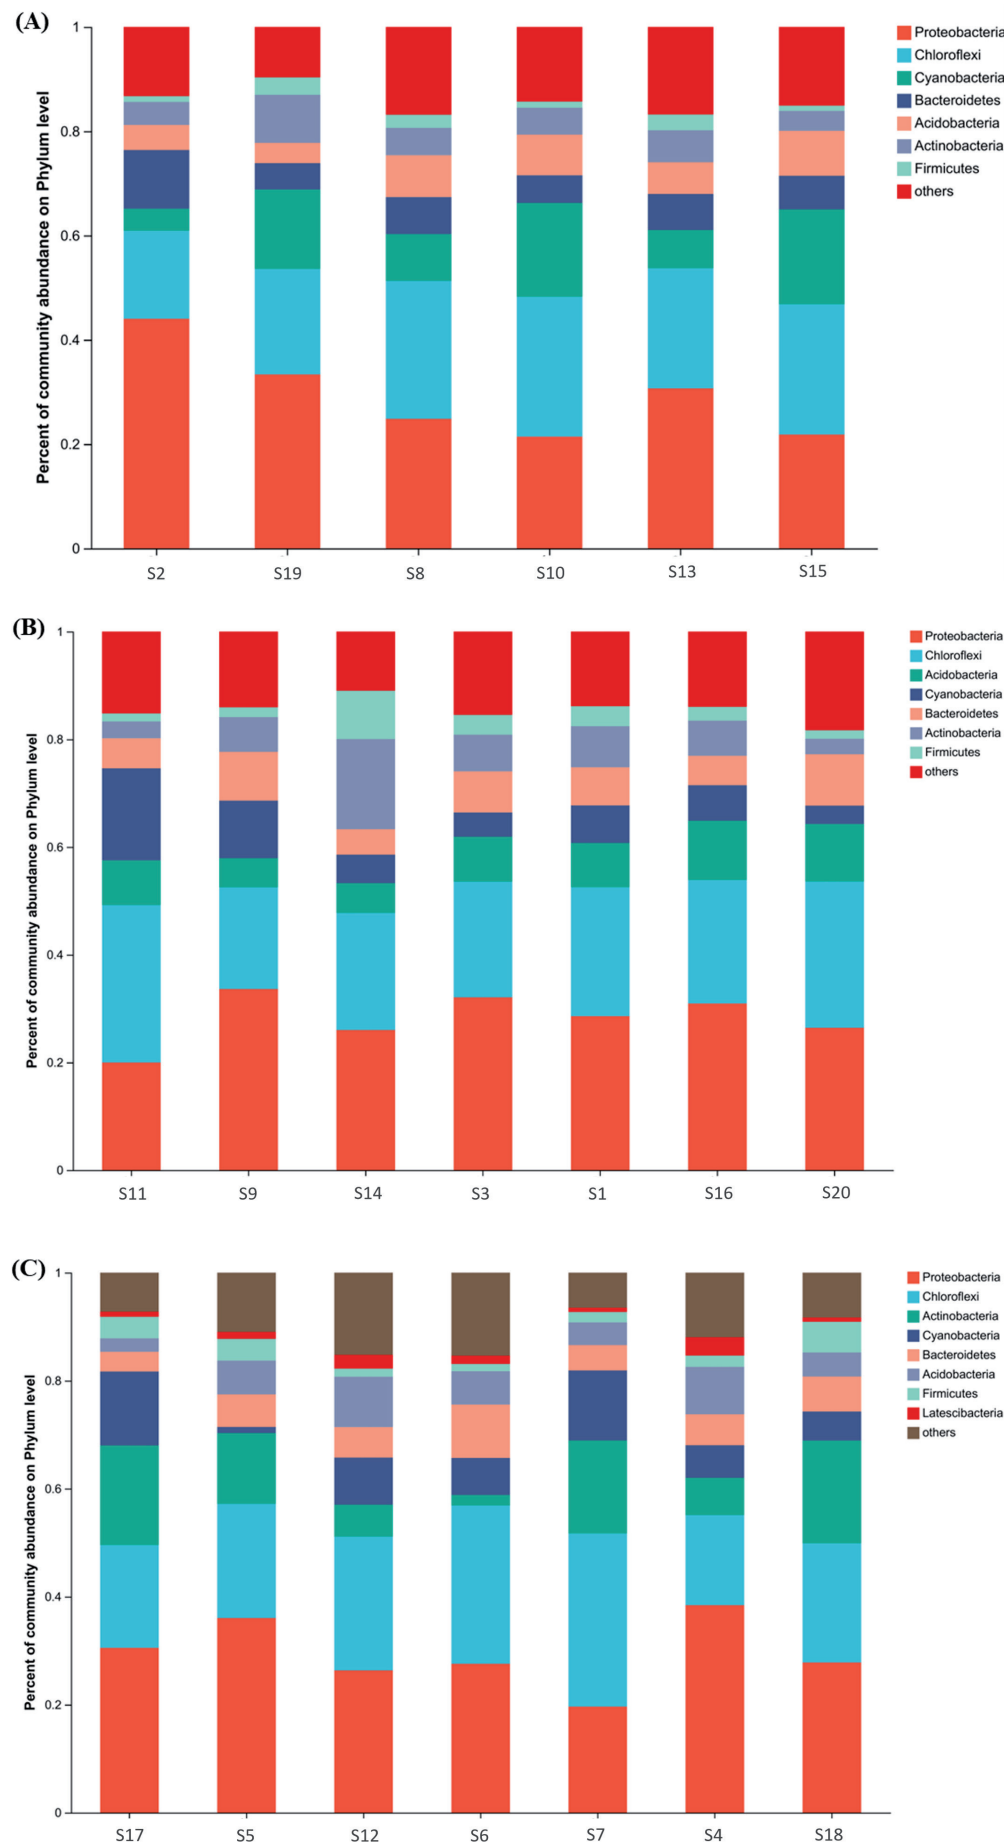 (A)
Percent of community abundance on Phylum level
1
0.8
0.6
0.4
0.2
0
S2
S19
S8
S10
S13
S15
Proteobacteria
Chloroflexi
Cyanobacteria
Bacteroidetes
Acidobacteria
Actinobacteria
Firmicutes
others
(B)
Percent of community abundance on Phylum level
1
0.8
0.6
0.4
0.2
0
S11
S9
S14
S3
S1
S16
S20
Proteobacteria
Chloroflexi
Acidobacteria
Cyanobacteria
Bacteroidetes
Actinobacteria
Firmicutes
others
(C)
Percent of community abundance on Phylum level
1
0.8
0.6
0.4
0.2
0
S17
S5
S12
S6
S7
S4
S18
Proteobacteria
Chloroflexi
Actinobacteria
Cyanobacteria
Bacteroidetes
Acidobacteria
Firmicutes
Latescibacteria
others